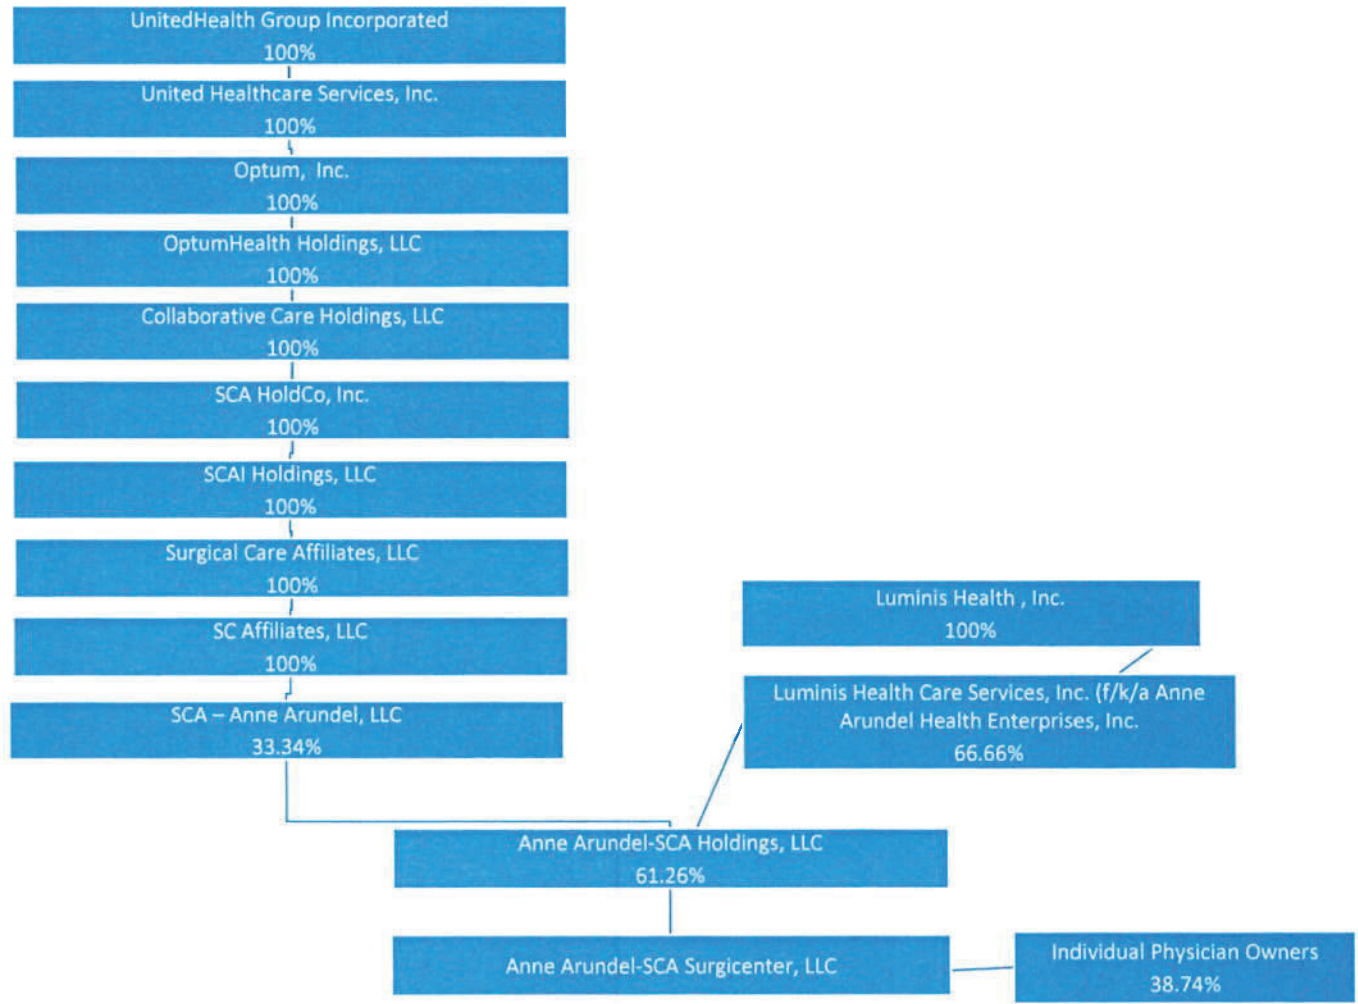 UnitedHealth Group Incorporated
100%
United Healthcare Services, Inc.
100%
Optum, Inc.
100%
OptumHealth Holdings, LLC
100%
Collaborative Care Holdings, LLC
100%
SCA HoldCo, Inc.
100%
SCAI Holdings, LLC
100%
Surgical Care Affiliates, LLC
100%
SC Affiliates, LLC
100%
SCA – Anne Arundel, LLC
33.34%
Luminis Health , Inc.
100%
Luminis Health Care Services, Inc. (f/k/a Anne
Arundel Health Enterprises, Inc.
66.66%
Anne Arundel-SCA Holdings, LLC
61.26%
Anne Arundel-SCA Surgicenter, LLC
Individual Physician Owners
38.74%